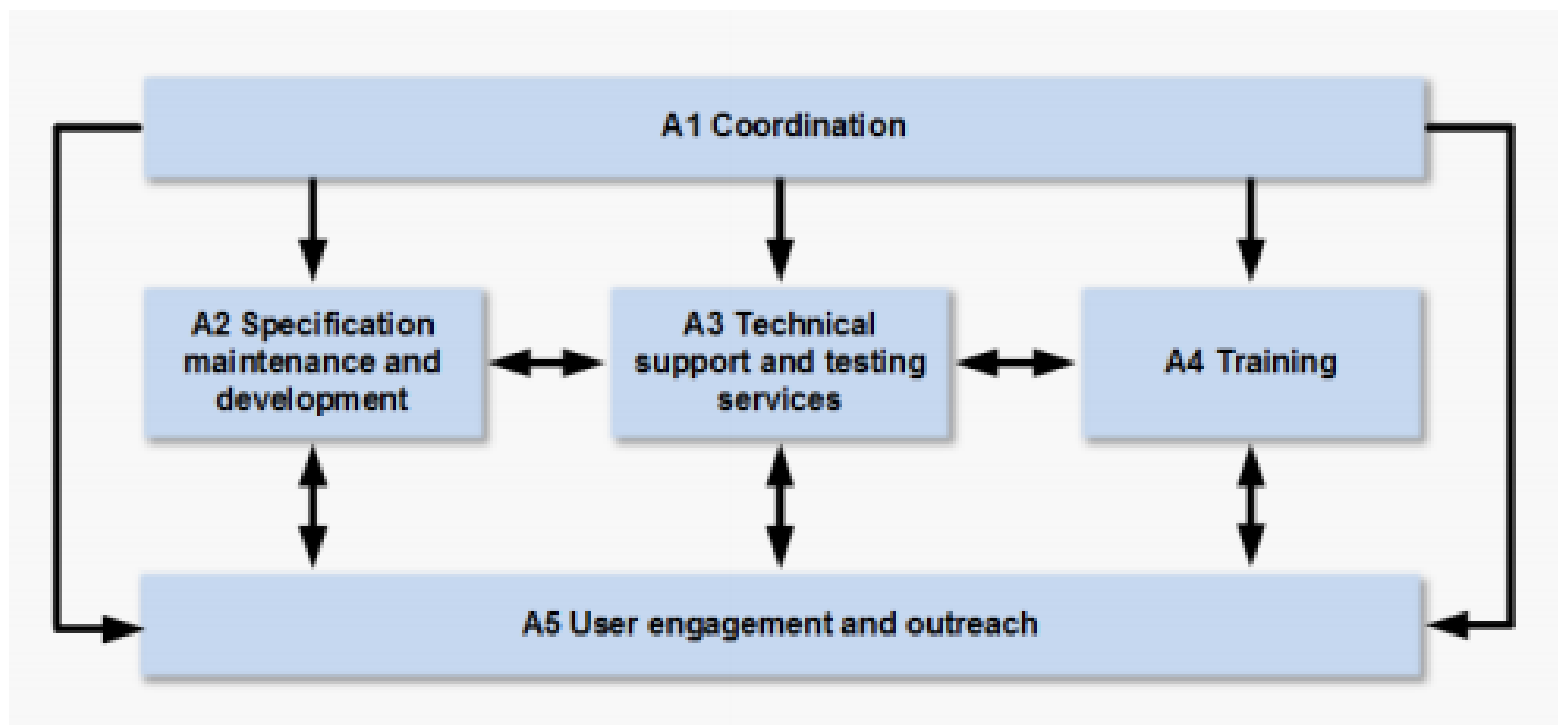 A1 Coordination
A2 Specification
maintenance and
development
A3 Technical
support and testing
services
A4 Training
A5 User engagement and outreach